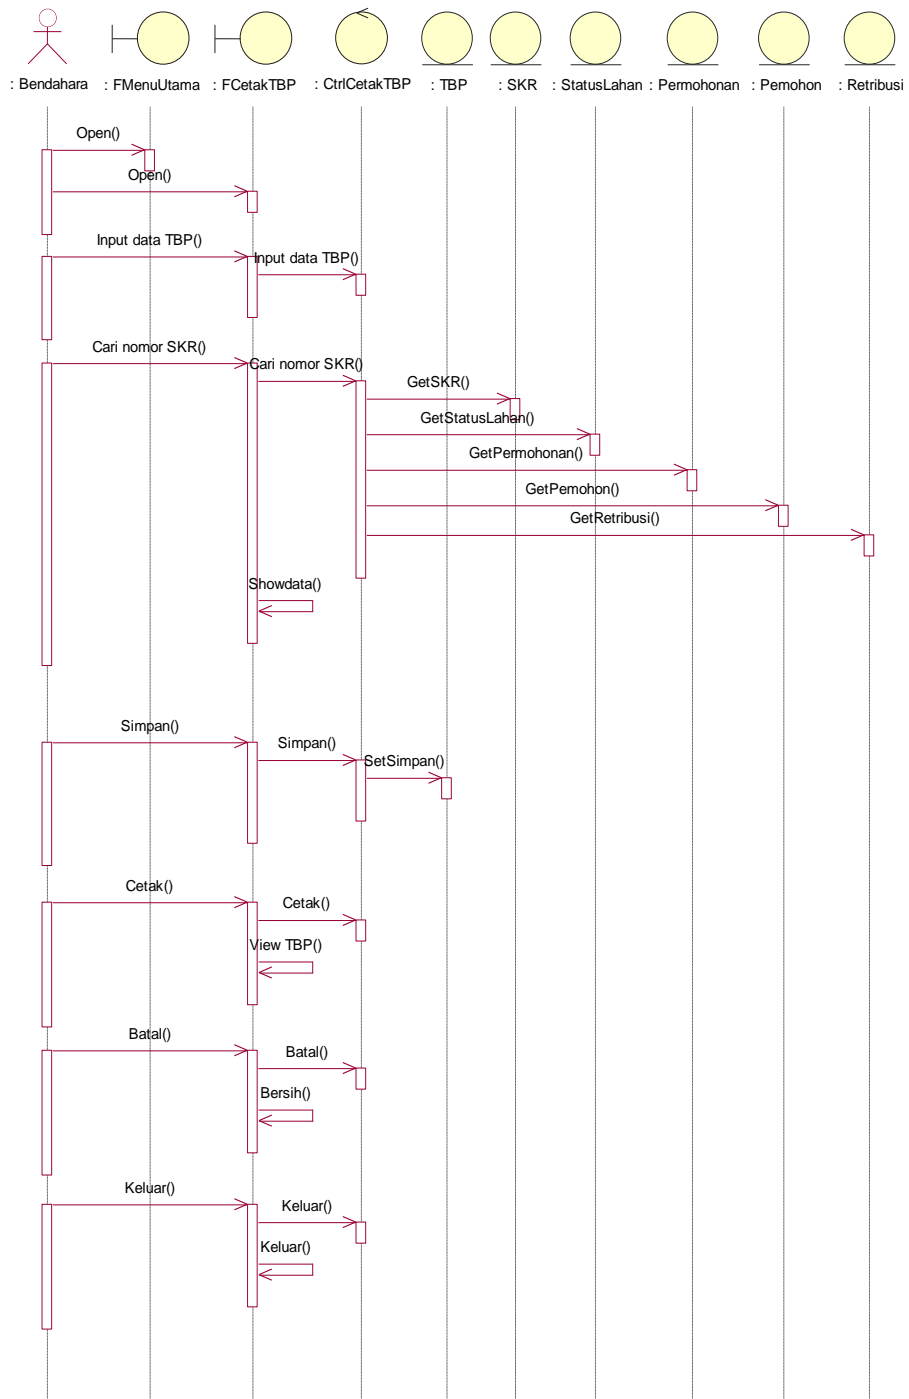 : Bendahara : FMenuUtama : FCetakTBP : CtrlCetakTBP : TBP : SKR : StatusLahan : Permohonan : Pemohon : Retribusi
Open()
Open()
Input data TBP()
Input data TBP()
Cari nomor SKR()
Cari nomor SKR()
GetSKR()
GetStatusLahan()
GetPermohonan()
GetPemohon()
GetRetribusi()
Showdata()
Simpan()
Simpan()
SetSimpan()
Cetak()
Cetak()
View TBP()
Batal()
Batal()
Bersih()
Keluar()
Keluar()
Keluar()